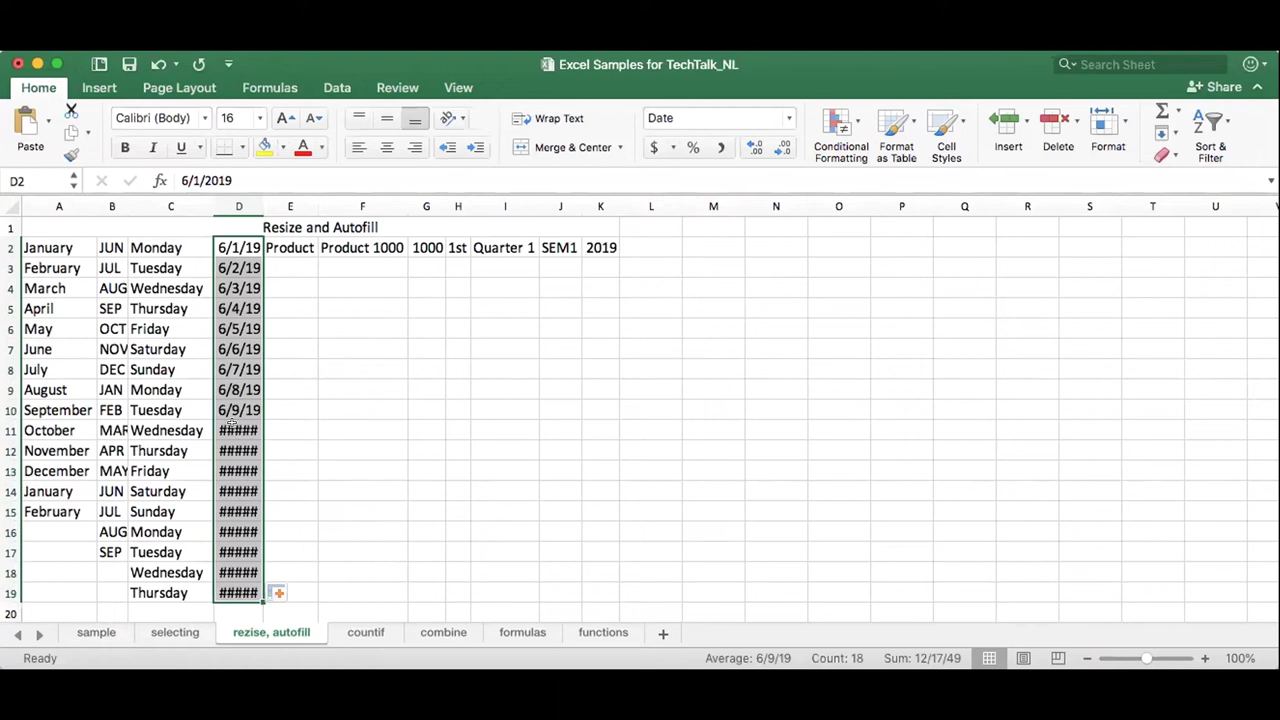 Excel Samples for TechTalk_NL
Search Sheet
Home Insert Page Layout Formulas Data Review View
Share
Paste
Calibri (Body) 16 A A
B I U A
Wrap Text
Merge & Center
Date
$ % )
Conditional Formatting
Format as Table
Cell Styles
Insert
Delete
Format
Sort & Filter
D2 fx 6/1/2019
A B C D E F G H I J K L M N O P Q R S T U
1 Resize and Autofill
2 January JUN Monday 6/1/19 Product Product 1000 1000 1st Quarter 1 SEM1 2019
3 February JUL Tuesday 6/2/19
4 March AUG Wednesday 6/3/19
5 April SEP Thursday 6/4/19
6 May OCT Friday 6/5/19
7 June NOV Saturday 6/6/19
8 July DEC Sunday 6/7/19
9 August JAN Monday 6/8/19
10 September FEB Tuesday 6/9/19
11 October MAR Wednesday #####
12 November APR Thursday #####
13 December MAY Friday #####
14 January JUN Saturday #####
15 February JUL Sunday #####
16 AUG Monday #####
17 SEP Tuesday #####
18 Wednesday #####
19 Thursday #####
20
sample selecting rezise, autofill countif combine formulas functions
Ready Average: 6/9/19 Count: 18 Sum: 12/17/49 100%